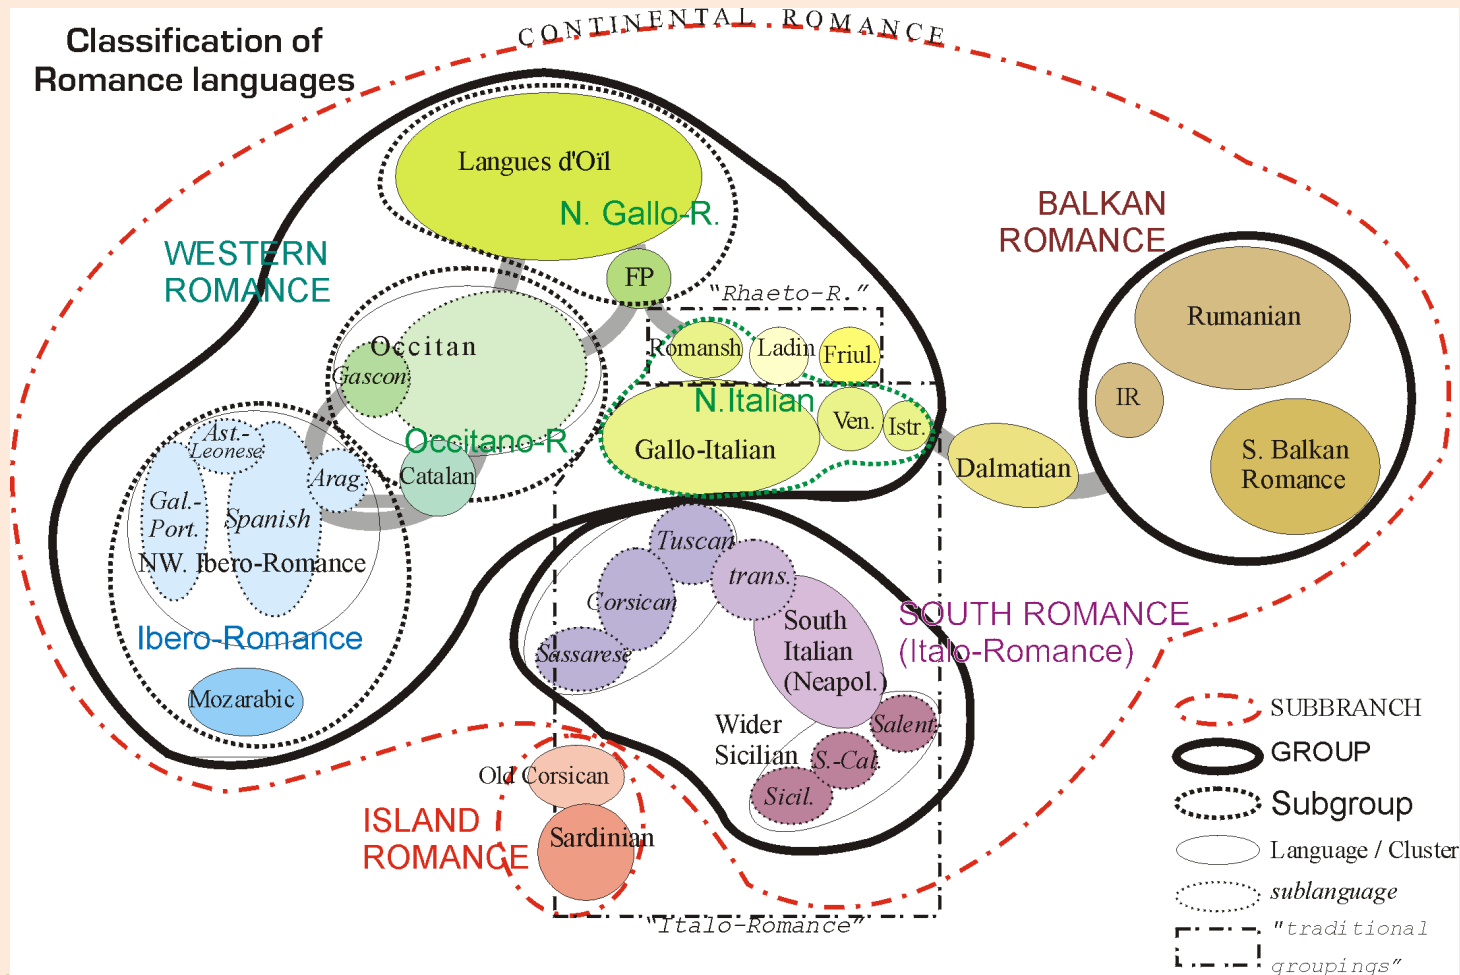 CONTINENTAL ROMANCE
Classification of
Romance languages
Langues d'Oïl
N. Gallo-R.
WESTERN
ROMANCE
FP
"Rhaeto-R."
BALKAN
ROMANCE
Occitan
Gascon
Romansh
Ladin
Friul.
Rumanian
IR
N.Italian
Gallo-Italian
Ven.
Istr.
Occitano-R.
Catalan
Dalmatian
S. Balkan
Romance
Ast.-
Leonese
Arag.
Gal.-
Port.
Spanish
NW. Ibero-Romance
Ibero-Romance
Mozarabic
Tuscan
trans.
Corsican
Sassarese
South
Italian
(Neapol.)
SOUTH ROMANCE
(Italo-Romance)
Wider
Sicilian
Salent.
S.-Cal.
Sicil.
Old Corsican
Sardinian
ISLAND
ROMANCE
"Italo-Romance"
SUBBRANCH
GROUP
Subgroup
Language / Cluster
sublanguage
"traditional
groupings"